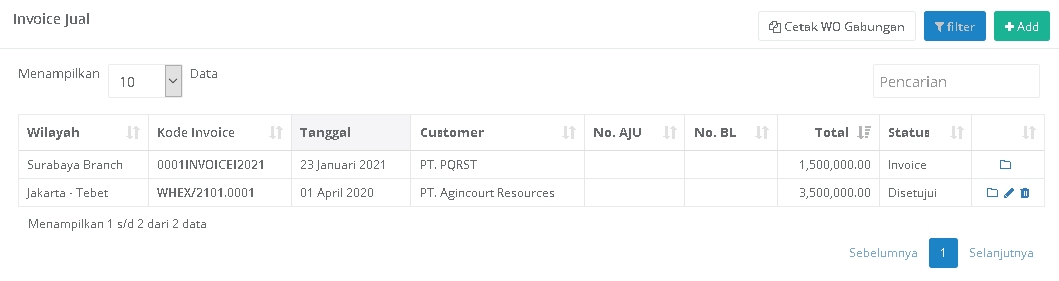 Invoice Jual
Cetak WO Gabungan filter Add
Menampilkan 10 Data Pencarian
Wilayah Kode Invoice Tanggal Customer No. AJU No. BL Total Status
Surabaya Branch 0001INVOICEI2021 23 Januari 2021 PT. PQRST 1,500,000.00 Invoice
Jakarta - Tebet WHEX/2101.0001 01 April 2020 PT. Agincourt Resources 3,500,000.00 Disetujui
Menampilkan 1 s/d 2 dari 2 data
Sebelumnya 1 Selanjutnya